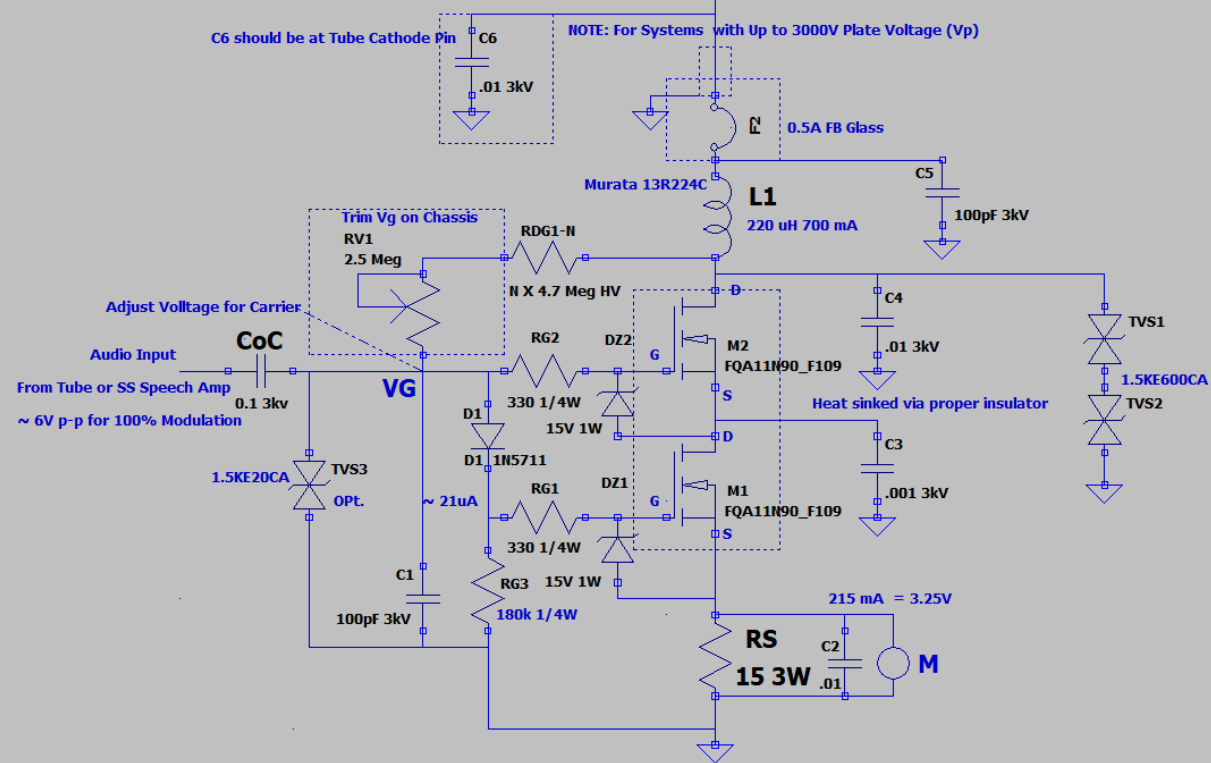 NOTE: For Systems with Up to 3000V Plate Voltage (Vp)
C6 should be at Tube Cathode Pin
C6
.01 3kV
F2
0.5A FB Glass
Murata 13R224C
L1
220 uH 700 mA
C5
100pF 3kV
Trim Vg on Chassis
RV1
2.5 Meg
RDG1-N
N X 4.7 Meg HV
Adjust Volltage for Carrier
D
C4
.01 3kV
TVS1
1.5KE600CA
TVS2
Audio Input
CoC
0.1 3kv
From Tube or SS Speech Amp
~ 6V p-p for 100% Modulation
VG
RG2
330 1/4W
DZ2
15V 1W
G
M2
FQA11N90_F109
S
Heat sinked via proper insulator
D1
D1 1N5711
D
C3
.001 3kV
1.5KE20CA
TVS3
OPt.
~ 21uA
RG1
330 1/4W
DZ1
15V 1W
G
M1
FQA11N90_F109
S
C1
100pF 3kV
RG3
180k 1/4W
215 mA = 3.25V
RS
15 3W
C2
.01
M